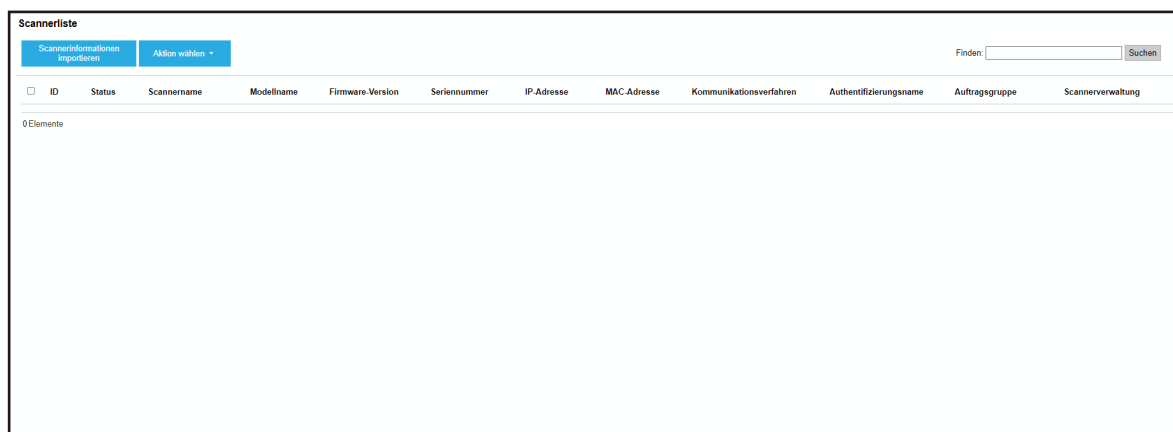 Scannerliste
Scannerinformationen
importieren
Aktion wählen
Finden:
Suchen
ID Status Scannername Modellname Firmware-Version Seriennummer IP-Adresse MAC-Adresse Kommunikationsverfahren Authentifizierungsname Auftragsgruppe Scannerverwaltung
0 Elemente